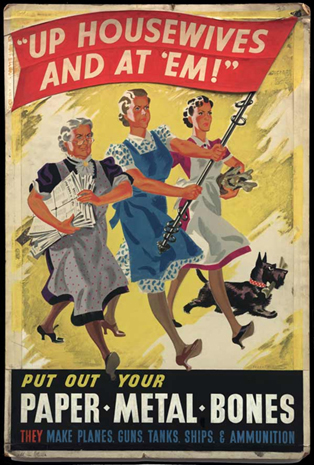 "UP HOUSEWIVES
AND AT 'EM!"
PUT OUT YOUR
PAPER·METAL·BONES
THEY MAKE PLANES, GUNS, TANKS, SHIPS, & AMMUNITION